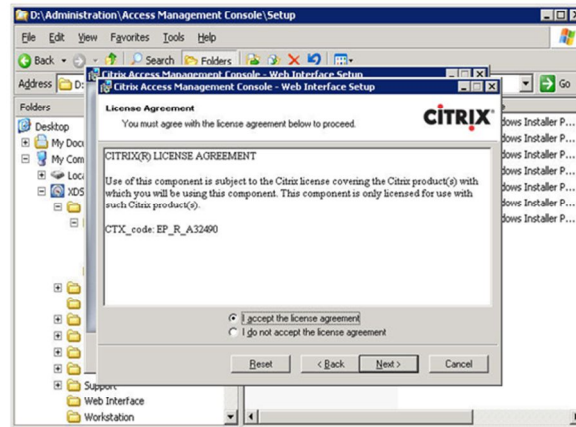 D:\Administration\Access Management Console\Setup
File Edit View Favorites Tools Help
Back Search Folders
Address D: Go
Citrix Access Management Console - Web Interface Setup
Citrix Access Management Console - Web Interface Setup
Folders
License Agreement
You must agree with the license agreement below to proceed.
CITRIX
Desktop
My Docu
My Com
Loca
XDS
CITRIX(R) LICENSE AGREEMENT
Use of this component is subject to the Citrix license covering the Citrix product(s) with
which you will be using this component. This component is only licensed for use with
such Citrix product(s).
CTX_code: EP_R_A32490
dows Installer P...
dows Installer P...
dows Installer P...
dows Installer P...
dows Installer P...
dows Installer P...
dows Installer P...
I accept the license agreement
I do not accept the license agreement
Reset < Back Next > Cancel
Support
Web Interface
Workstation